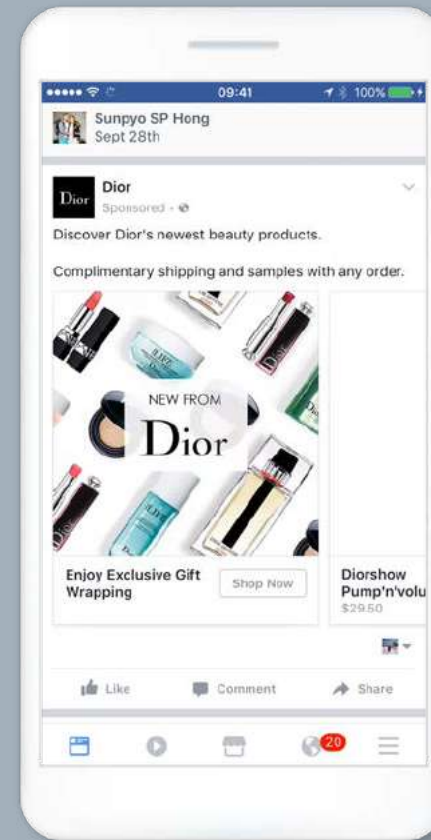 09:41
100%
Sunpyo SP Hong
Sept 28th
Dior
Dior
Sponsored
Discover Dior's newest beauty products.
Complimentary shipping and samples with any order.
NEW FROM
Dior
Enjoy Exclusive Gift
Wrapping
Shop Now
Diorshow
Pump'n'volu
$29.50
Like
Comment
Share
20